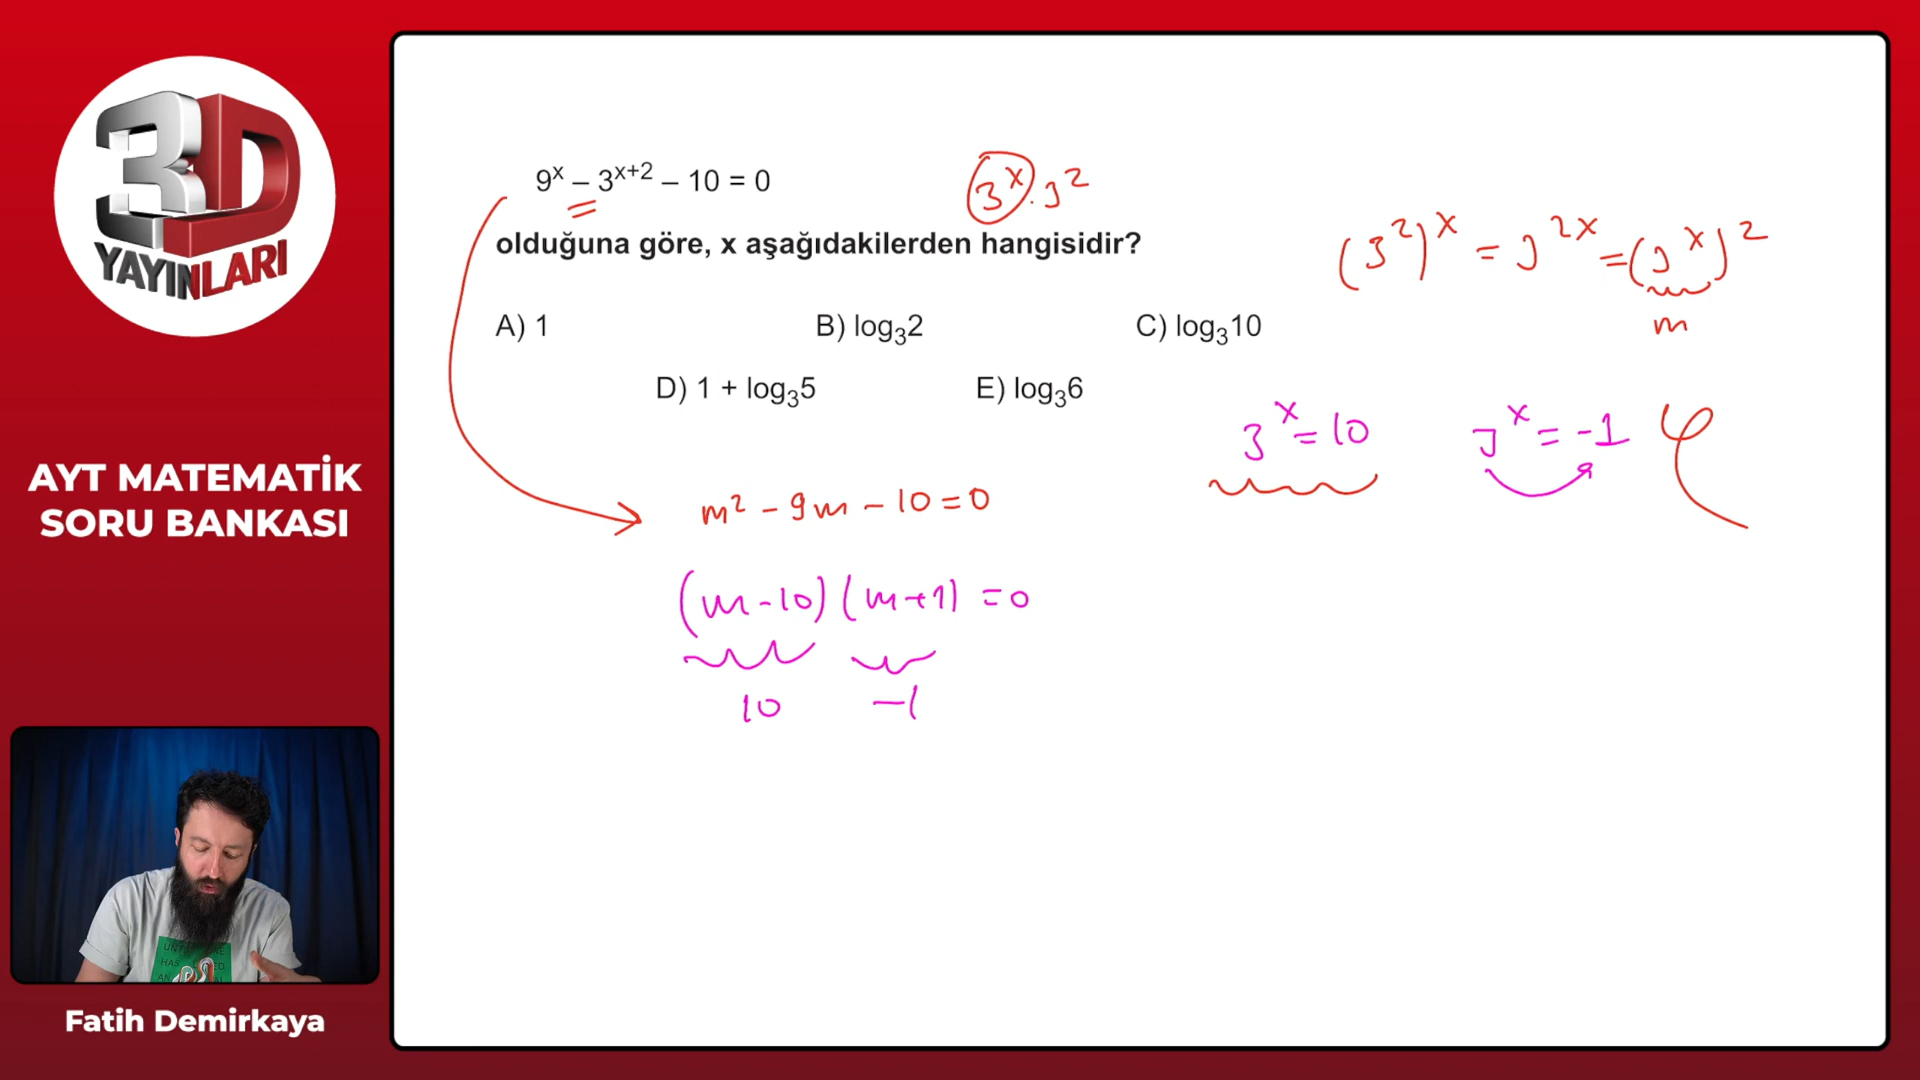 3D
YAYINLARI
AYT MATEMATİK
SORU BANKASI
9ˣ – 3ˣ⁺² – 10 = 0
3ˣ . 3²
olduğuna göre, x aşağıdakilerden hangisidir?
(3²)ˣ = 3²ˣ = (3ˣ)²
m
A) 1
B) log₃2
C) log₃10
D) 1 + log₃5
E) log₃6
3ˣ = 10
3ˣ = -1
m² - 9m - 10 = 0
(m - 10) (m + 1) = 0
10
-1
HAS
AN
Fatih Demirkaya